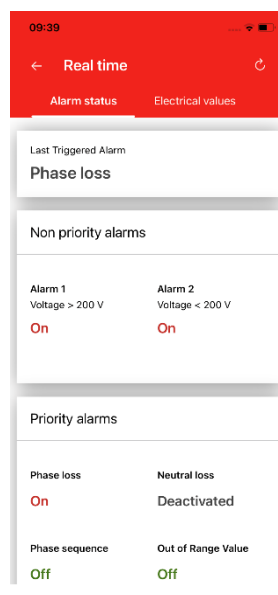 09:39
Real time
Alarm status Electrical values
Last Triggered Alarm
Phase loss
Non priority alarms
Alarm 1 Alarm 2
Voltage > 200 V Voltage < 200 V
On On
Priority alarms
Phase loss Neutral loss
On Deactivated
Phase sequence Out of Range Value
Off Off